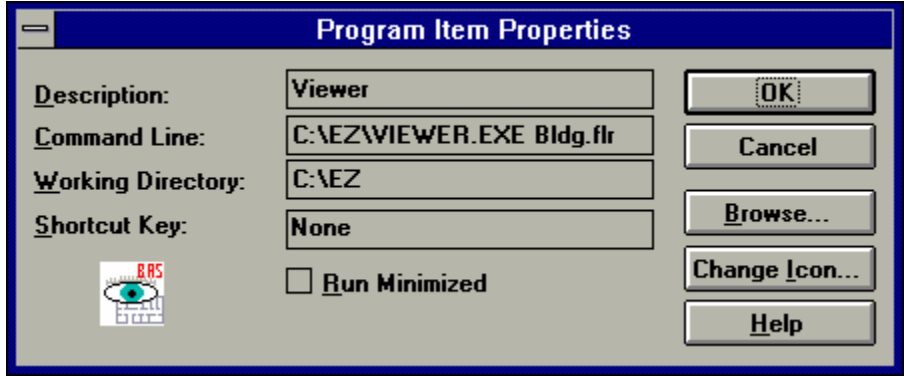 Program Item Properties
Description: Viewer
Command Line: C:\EZ\VIEWER.EXE Bldg.flr
Working Directory: C:\EZ
Shortcut Key: None
BAS
Run Minimized
OK
Cancel
Browse...
Change Icon...
Help